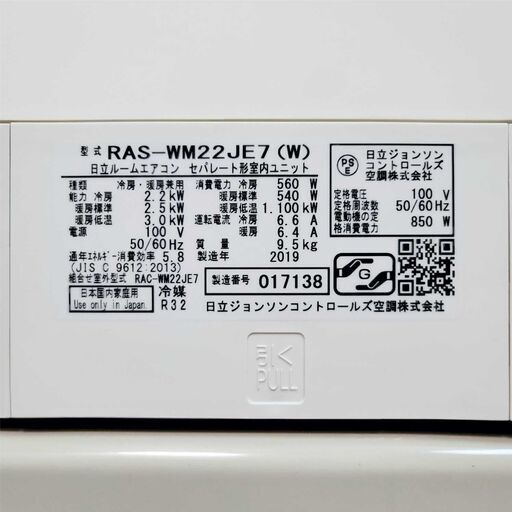 型式 RAS-WM22JE7(W)
日立ルームエアコン セパレート形室内ユニット
種類 冷房・暖房兼用
能力 冷房 2.2kW
暖房標準 2.5kW
暖房低温 3.0kW
電源 100 V
50/60Hz
通年エネルギー消費効率 5.8
(JIS C 9612:2013)
組合せ室外型式 RAC-WM22JE7
日本国内家庭用
Use only in Japan
冷媒
R32
消費電力 冷房 560 W
暖房標準 540 W
暖房低温 1.100kW
運転電流 冷房 6.6 A
暖房 6.4 A
質量 9.5kg
製造年 2019
製造番号 017138
PS
E
日立ジョンソン
コントロールズ
空調株式会社
定格電圧 100 V
定格周波数 50/60Hz
電動機の定格消費電力 850 W
G
日立ジョンソンコントロールズ空調株式会社
PULL